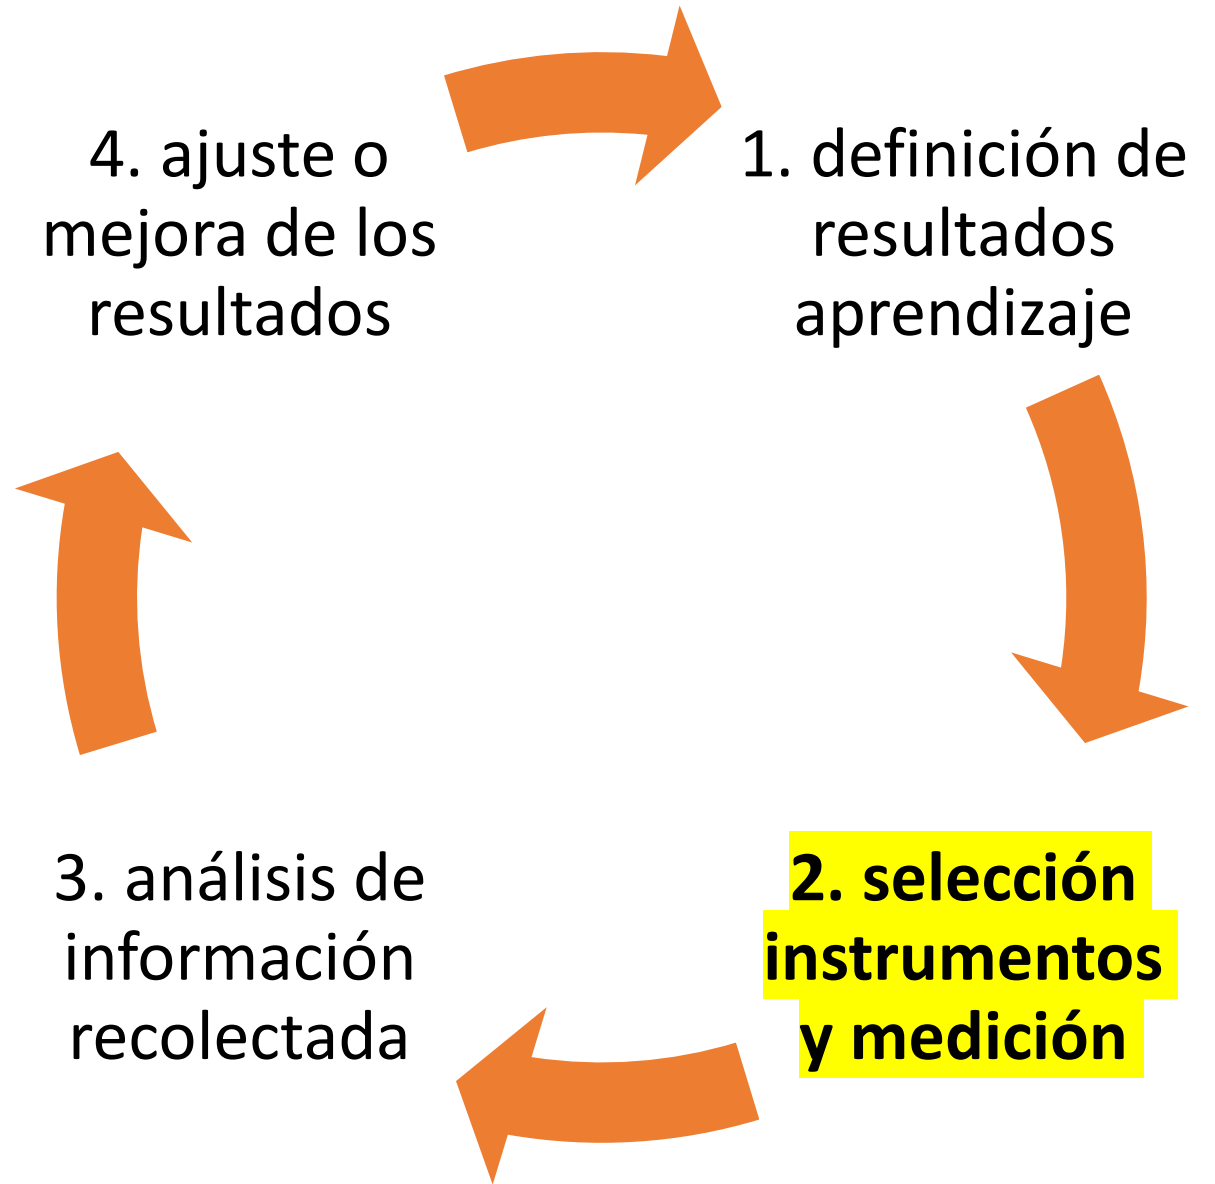 1. definición de
resultados
aprendizaje
2. selección
instrumentos
y medición
3. análisis de
información
recolectada
4. ajuste o
mejora de los
resultados